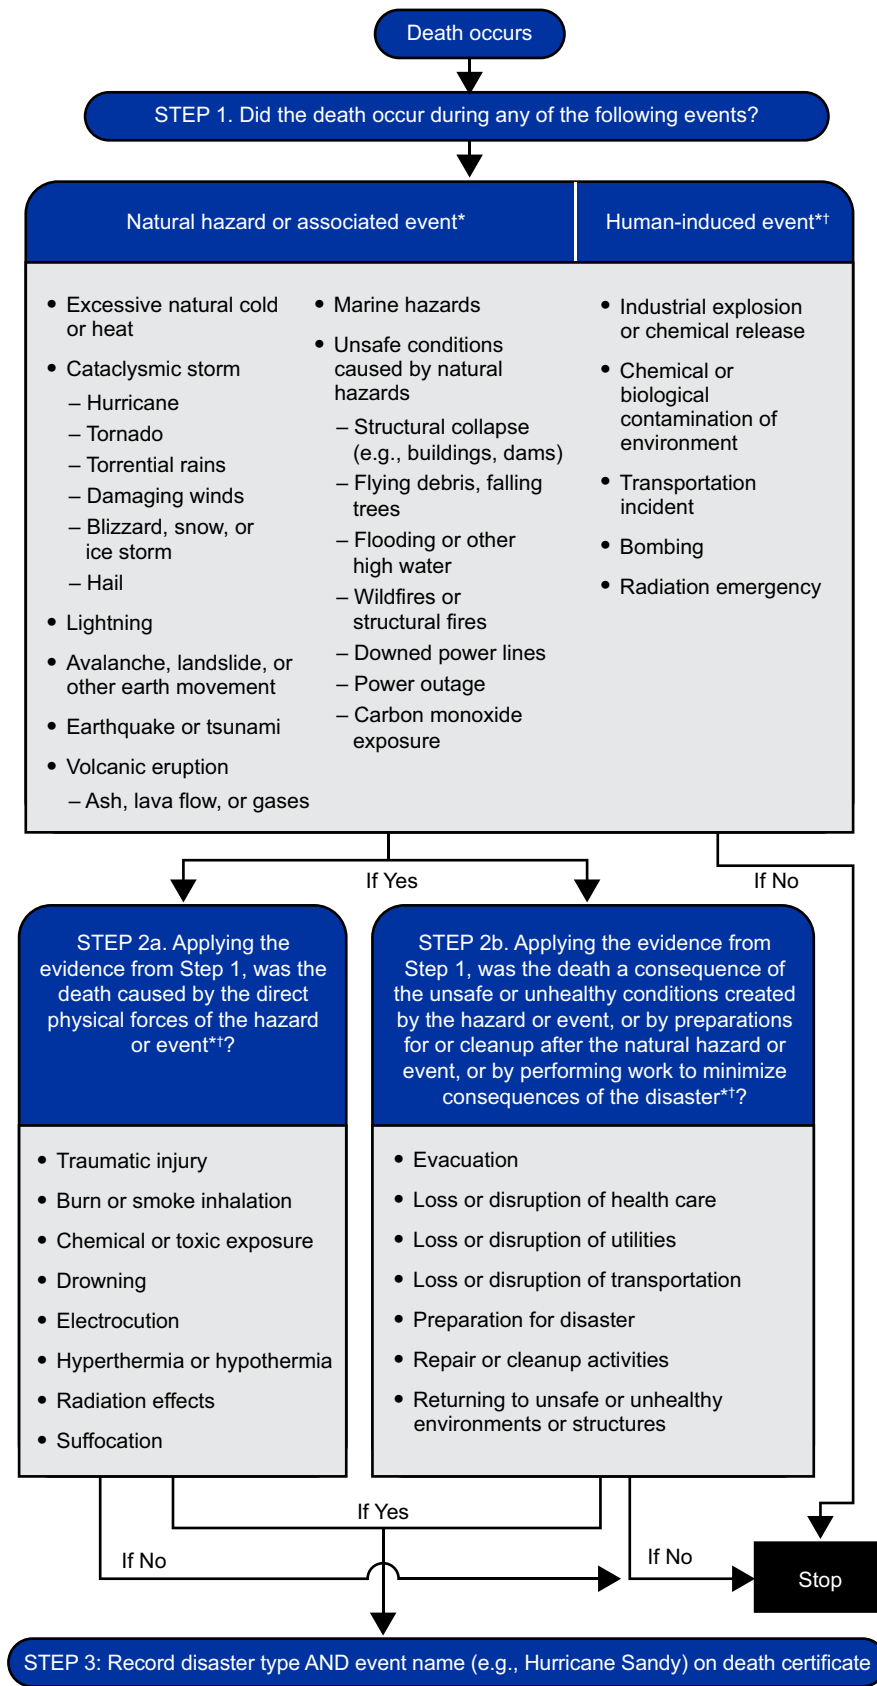 Death occurs
STEP 1. Did the death occur during any of the following events?
Natural hazard or associated event*
Human-induced event*†
• Excessive natural cold
or heat
• Cataclysmic storm
– Hurricane
– Tornado
– Torrential rains
– Damaging winds
– Blizzard, snow, or
ice storm
– Hail
• Lightning
• Avalanche, landslide, or
other earth movement
• Earthquake or tsunami
• Volcanic eruption
– Ash, lava flow, or gases
• Marine hazards
• Unsafe conditions
caused by natural
hazards
– Structural collapse
(e.g., buildings, dams)
– Flying debris, falling
trees
– Flooding or other
high water
– Wildfires or
structural fires
– Downed power lines
– Power outage
– Carbon monoxide
exposure
• Industrial explosion
or chemical release
• Chemical or
biological
contamination of
environment
• Transportation
incident
• Bombing
• Radiation emergency
If Yes
If No
STEP 2a. Applying the
evidence from Step 1, was the
death caused by the direct
physical forces of the hazard
or event*†?
• Traumatic injury
• Burn or smoke inhalation
• Chemical or toxic exposure
• Drowning
• Electrocution
• Hyperthermia or hypothermia
• Radiation effects
• Suffocation
STEP 2b. Applying the evidence from
Step 1, was the death a consequence of
the unsafe or unhealthy conditions created
by the hazard or event, or by preparations
for or cleanup after the natural hazard or
event, or by performing work to minimize
consequences of the disaster*†?
• Evacuation
• Loss or disruption of health care
• Loss or disruption of utilities
• Loss or disruption of transportation
• Preparation for disaster
• Repair or cleanup activities
• Returning to unsafe or unhealthy
environments or structures
If Yes
If No
If No
Stop
STEP 3: Record disaster type AND event name (e.g., Hurricane Sandy) on death certificate